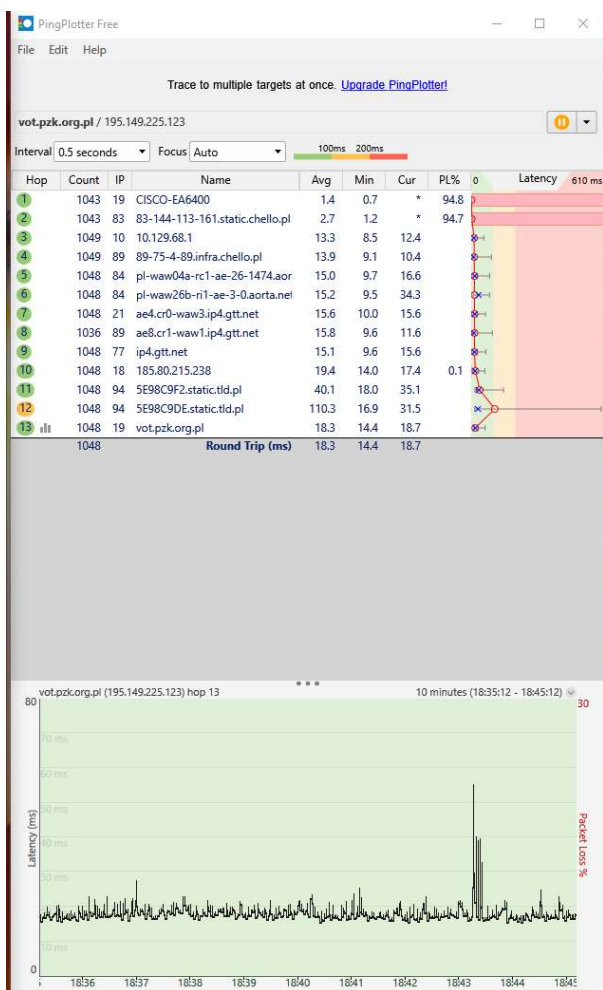 PingPlotter Free
File Edit Help
Trace to multiple targets at once. Upgrade PingPlotter!
vot.pzk.org.pl / 195.149.225.123
Interval 0.5 seconds Focus Auto 100ms 200ms
Hop Count IP Name Avg Min Cur PL% 0 Latency 610 ms
1 1043 19 CISCO-EA6400 1.4 0.7 * 94.8
2 1043 83 83-144-113-161.static.chello.pl 2.7 1.2 * 94.7
3 1049 10 10.129.68.1 13.3 8.5 12.4
4 1049 89 89-75-4-89.infra.chello.pl 13.9 9.1 10.4
5 1048 84 pl-waw04a-rc1-ae-26-1474.aor 15.0 9.7 16.6
6 1048 84 pl-waw26b-ri1-ae-3-0.aorta.net 15.2 9.5 34.3
7 1048 21 ae4.cr0-waw3.ip4.gtt.net 15.6 10.0 15.6
8 1036 89 ae8.cr1-waw1.ip4.gtt.net 15.8 9.6 11.6
9 1048 77 ip4.gtt.net 15.1 9.6 15.6
10 1048 18 185.80.215.238 19.4 14.0 17.4 0.1
11 1048 94 5E98C9F2.static.tld.pl 40.1 18.0 35.1
12 1048 94 5E98C9DE.static.tld.pl 110.3 16.9 31.5
13 1048 19 vot.pzk.org.pl 18.3 14.4 18.7
1048 Round Trip (ms) 18.3 14.4 18.7
vot.pzk.org.pl (195.149.225.123) hop 13 10 minutes (18:35:12 - 18:45:12)
80 30
70 ms
60 ms
50 ms
40 ms
30 ms
10 ms
0
Latency (ms)
Packet Loss %
18:36 18:37 18:38 18:39 18:40 18:41 18:42 18:43 18:44 18:45